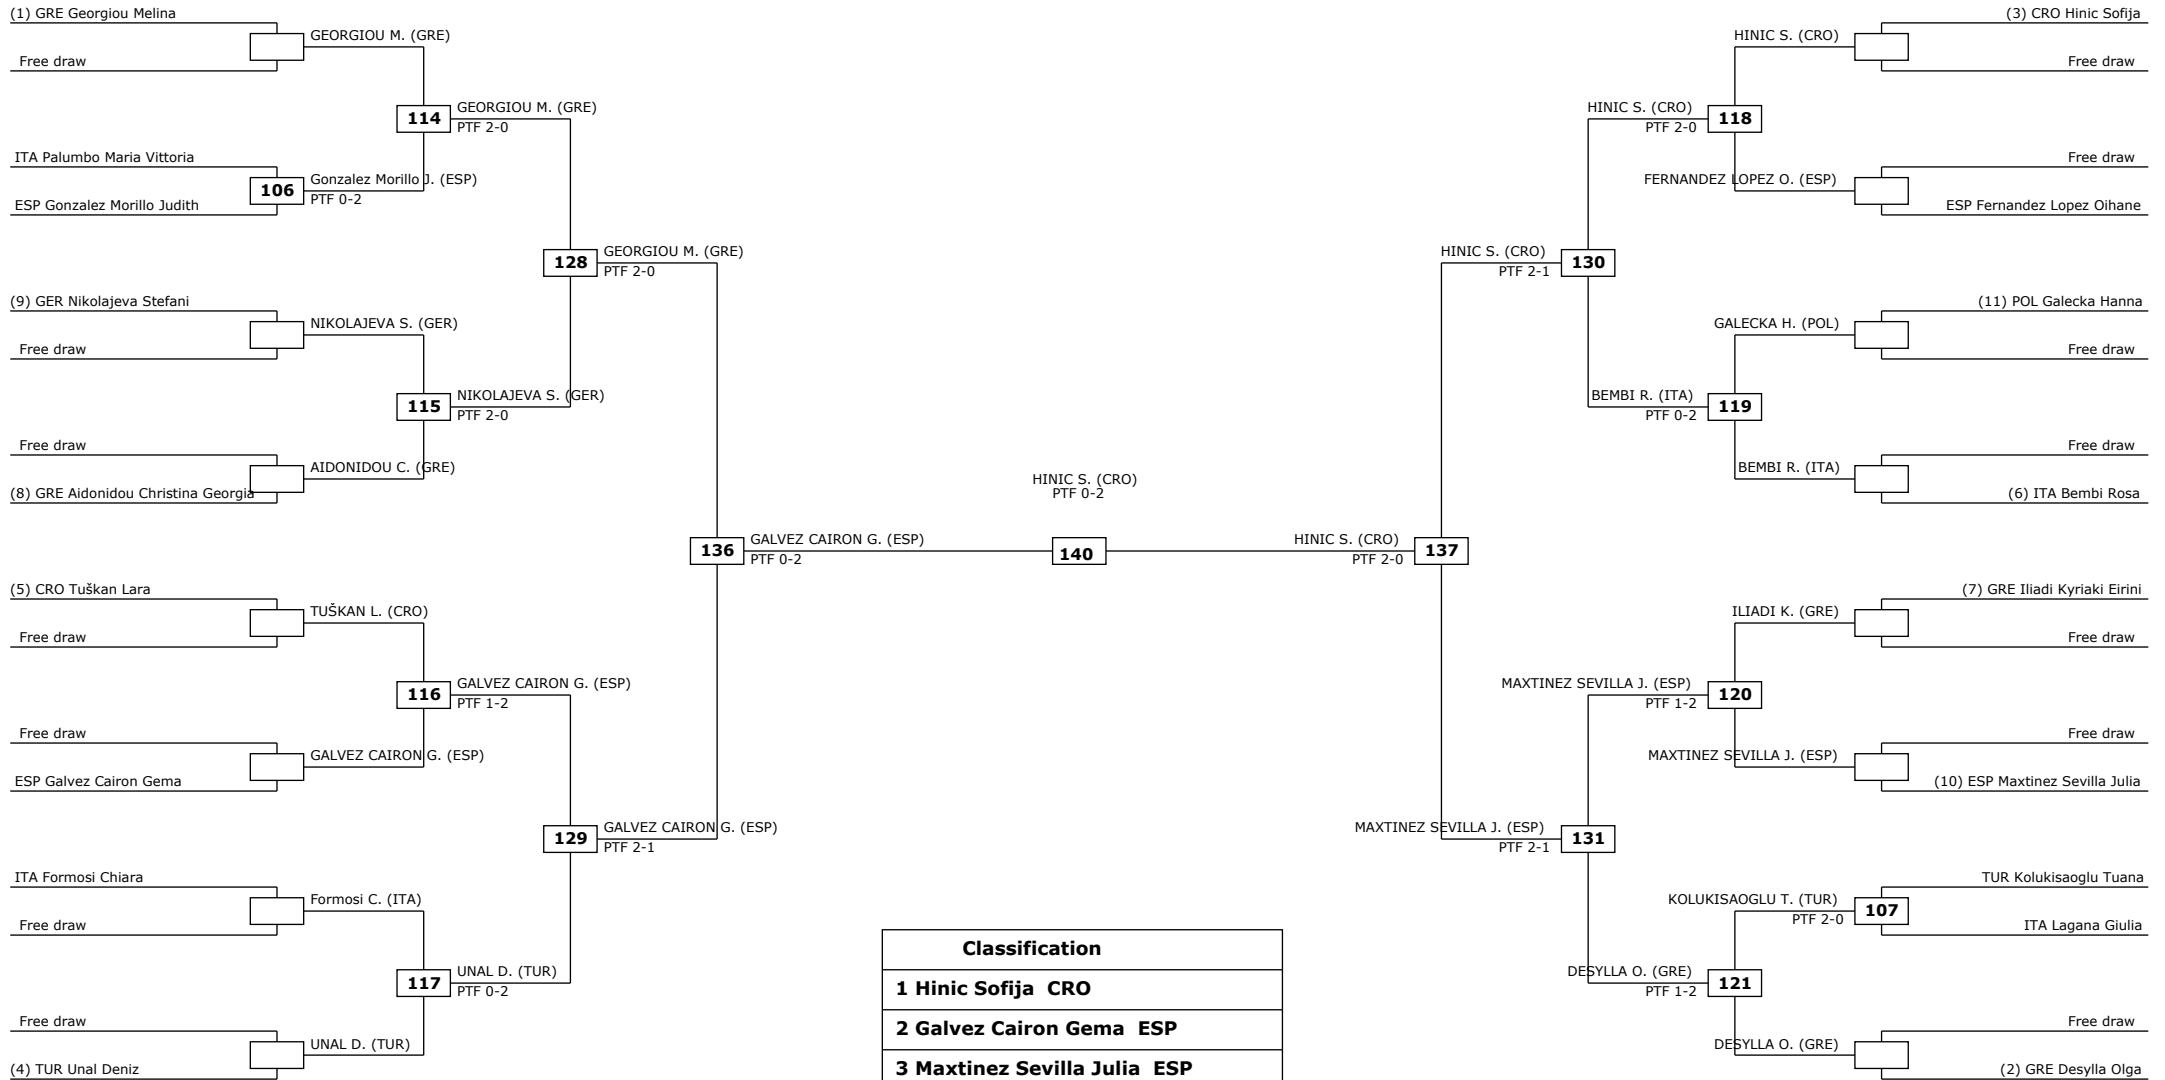 (1) GRE Georgiou Melina
GEORGIOU M. (GRE)
Free draw
114
GEORGIOU M. (GRE)
PTF 2-0
ITA Palumbo Maria Vittoria
106
Gonzalez Morillo J. (ESP)
PTF 0-2
ESP Gonzalez Morillo Judith
128
GEORGIOU M. (GRE)
PTF 2-0
(9) GER Nikolajeva Stefani
NIKOLAJEVA S. (GER)
Free draw
115
NIKOLAJEVA S. (GER)
PTF 2-0
Free draw
AIDONIDOU C. (GRE)
(8) GRE Aidonidou Christina Georgia
136
GALVEZ CAIRON G. (ESP)
PTF 0-2
(5) CRO Tuškan Lara
TUŠKAN L. (CRO)
Free draw
116
GALVEZ CAIRON G. (ESP)
PTF 1-2
Free draw
GALVEZ CAIRON G. (ESP)
ESP Galvez Cairon Gema
129
GALVEZ CAIRON G. (ESP)
PTF 2-1
ITA Formosi Chiara
Formosi C. (ITA)
Free draw
117
UNAL D. (TUR)
PTF 0-2
Free draw
UNAL D. (TUR)
(4) TUR Unal Deniz
HINIC S. (CRO)
PTF 0-2
140
(3) CRO Hinic Sofija
HINIC S. (CRO)
Free draw
HINIC S. (CRO)
PTF 2-0
118
Free draw
FERNANDEZ LOPEZ O. (ESP)
ESP Fernandez Lopez Oihane
HINIC S. (CRO)
PTF 2-1
130
(11) POL Galecka Hanna
GALECKA H. (POL)
Free draw
BEMBI R. (ITA)
PTF 0-2
119
Free draw
BEMBI R. (ITA)
(6) ITA Bembi Rosa
HINIC S. (CRO)
PTF 2-0
137
(7) GRE Iliadi Kyriaki Eirini
ILIADI K. (GRE)
Free draw
MAXTINEZ SEVILLA J. (ESP)
PTF 1-2
120
Free draw
MAXTINEZ SEVILLA J. (ESP)
(10) ESP Maxtinez Sevilla Julia
MAXTINEZ SEVILLA J. (ESP)
PTF 2-1
131
TUR Kolukisaoglu Tuana
KOLUKISAOGLU T. (TUR)
PTF 2-0
107
ITA Lagana Giulia
DESYLLA O. (GRE)
PTF 1-2
121
Free draw
DESYLLA O. (GRE)
(2) GRE Desylla Olga
Classification
1 Hinic Sofija CRO
2 Galvez Cairon Gema ESP
3 Maxtinez Sevilla Julia ESP